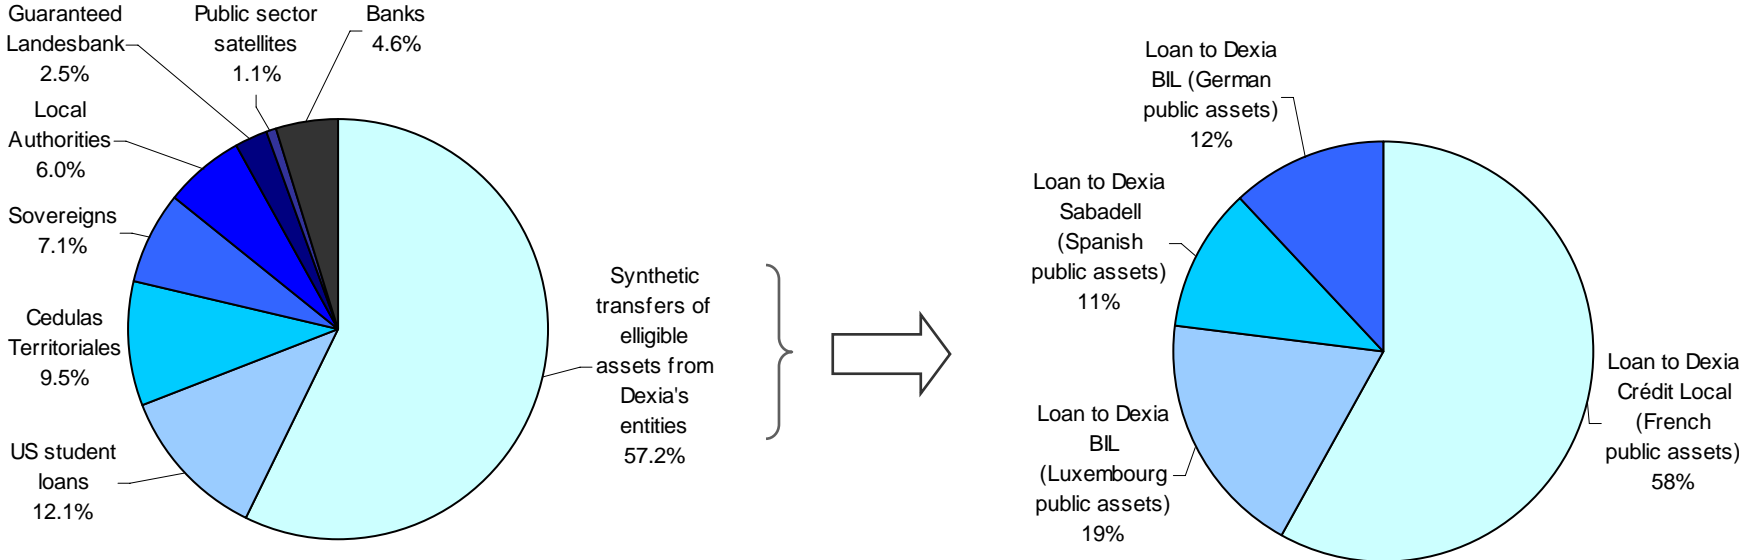 Guaranteed
Landesbank
2.5%
Public sector
satellites
1.1%
Banks
4.6%
Local
Authorities
6.0%
Sovereigns
7.1%
Cedulas
Territoriales
9.5%
US student
loans
12.1%
Synthetic
transfers of
elligible
assets from
Dexia's
entities
57.2%
Loan to Dexia
BIL (German
public assets)
12%
Loan to Dexia
Sabadell
(Spanish
public assets)
11%
Loan to Dexia
BIL
(Luxembourg
public assets)
19%
Loan to Dexia
Crédit Local
(French
public assets)
58%